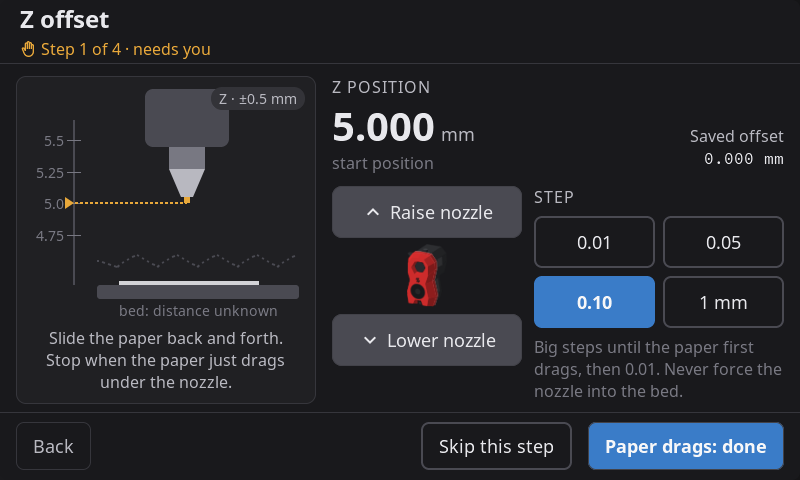 Z offset
Step 1 of 4 · needs you
Z · ±0.5 mm
5.5
5.25
5.0
4.75
bed: distance unknown
Slide the paper back and forth.
Stop when the paper just drags
under the nozzle.
Z POSITION
5.000 mm
start position
Saved offset
0.000 mm
Raise nozzle
Lower nozzle
STEP
0.01
0.05
0.10
1 mm
Big steps until the paper first
drags, then 0.01. Never force the
nozzle into the bed.
Back
Skip this step
Paper drags: done